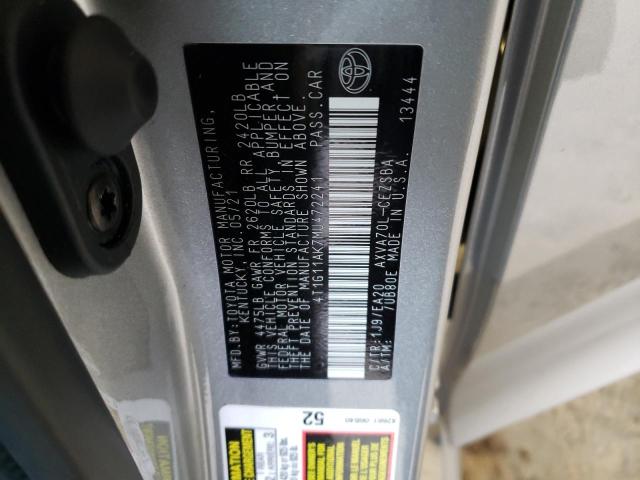 MFD. BY: TOYOTA MOTOR MANUFACTURING,
KENTUCKY, INC. 05/21
GVWR 4475LB GAWR FR 2620LB RR 2420LB
THIS VEHICLE CONFORMS TO ALL APPLICABLE
FEDERAL MOTOR VEHICLE SAFETY, BUMPER, AND
THEFT PREVENTION STANDARDS IN EFFECT ON
THE DATE OF MANUFACTURE SHOWN ABOVE.
4T1G11AK7MU472241 PASS.CAR
C/TR: 1J9/EA20 AXVA70L-CEZSBA
A/TM: /UB80E MADE IN U.S.A.
13444
52